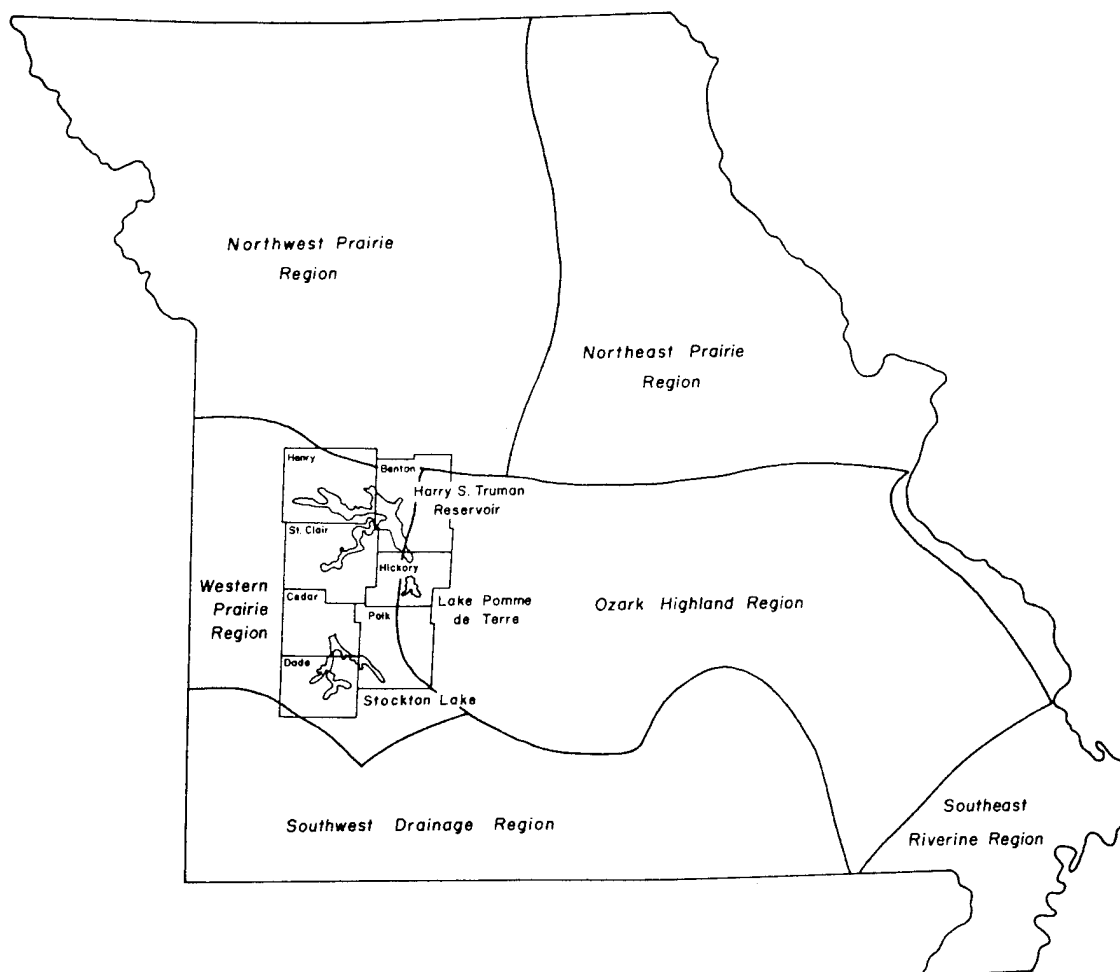 Northwest Prairie
Region
Northeast Prairie
Region
Henry
Benton
Harry S. Truman
Reservoir
St. Clair
Hickory
Western
Prairie
Region
Cedar
Polk
Lake Pomme
de Terre
Ozark Highland Region
Dade
Stockton Lake
Southwest Drainage Region
Southeast
Riverine Region